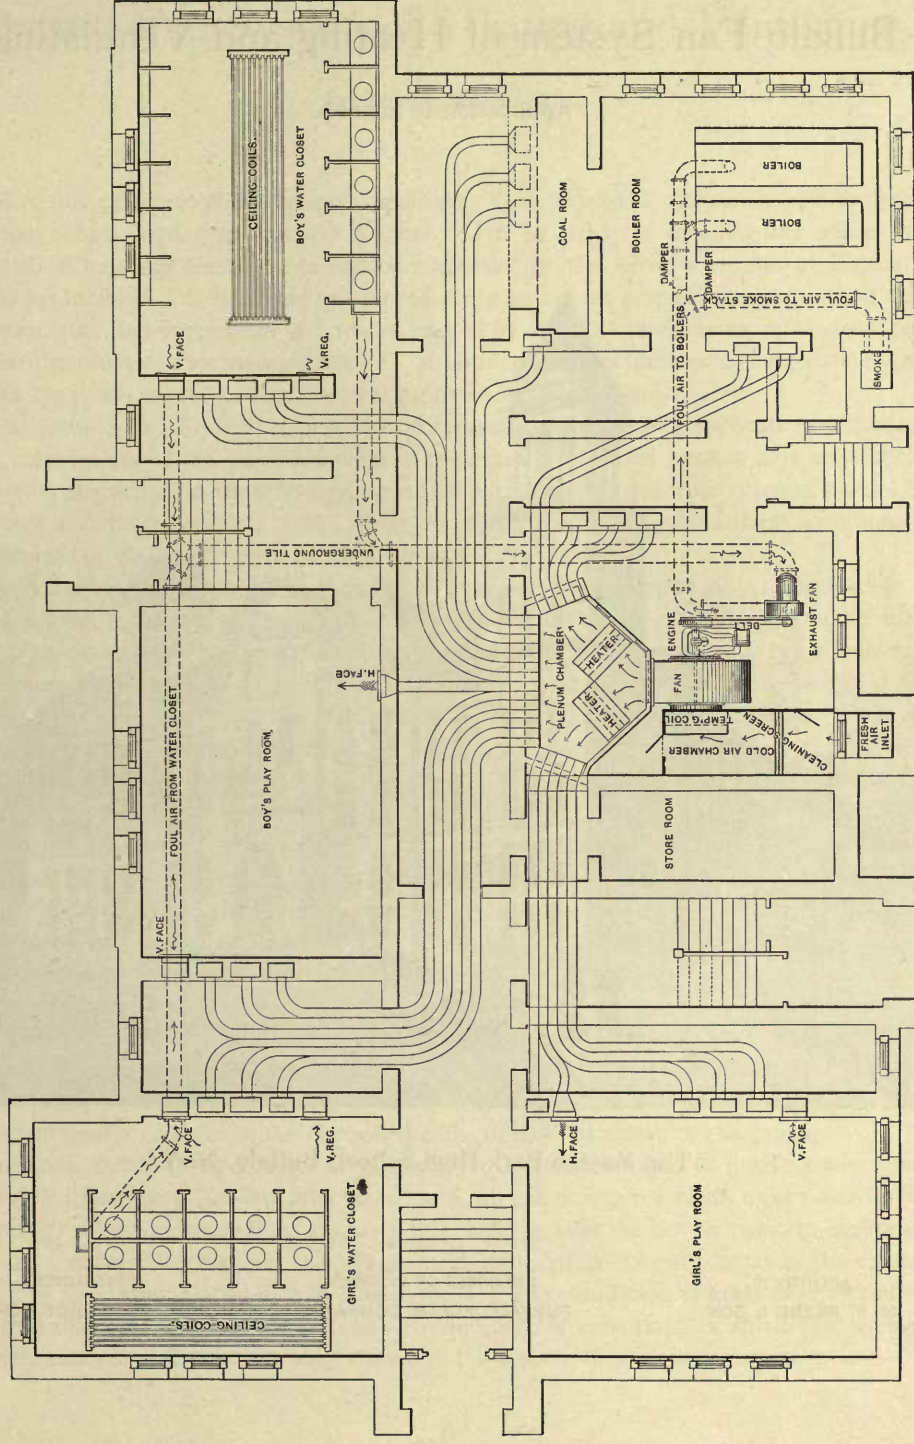 CEILING COILS.
BOY'S WATER CLOSET
COAL ROOM
BOILER ROOM
BOILER
BOILER
DAMPER
DAMPER
FOUL AIR TO SMOKE STACK
SMOKE
FOUL AIR TO BOILERS
V.FACE
V.REG.
UNDERGROUND TILE
FOUL AIR FROM WATER CLOSET
BOY'S PLAY ROOM
H.FACE
PLENUM CHAMBER
HEATER
HEATER
ENGINE
BELT
FAN
EXHAUST FAN
TEMP'G COIL
COLD AIR CHAMBER
CLEANING SCREEN
FRESH
AIR
INLET
STORE ROOM
V.FACE
V.FACE
V.REG.
H.FACE
V.FACE
GIRL'S WATER CLOSET
CEILING COILS.
GIRL'S PLAY ROOM